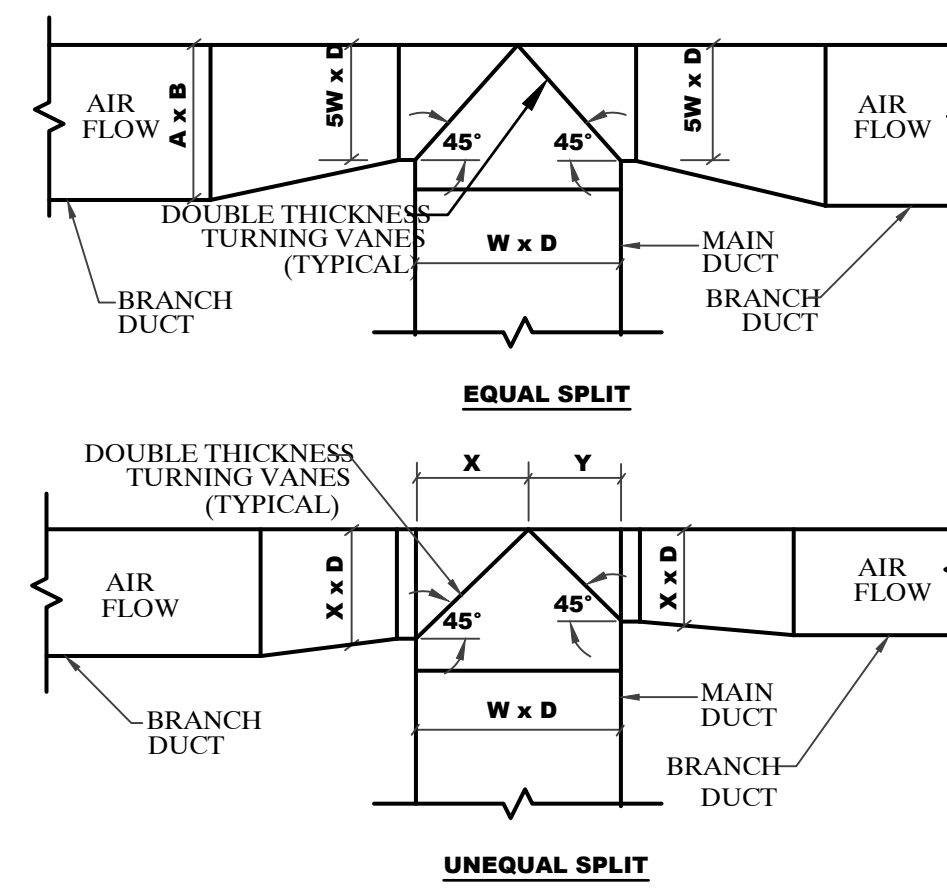 AIR
FLOW
A x B
5W x D
45°
45°
5W x D
AIR
FLOW
DOUBLE THICKNESS
TURNING VANES
(TYPICAL)
W x D
MAIN
DUCT
BRANCH
DUCT
BRANCH
DUCT
EQUAL SPLIT
DOUBLE THICKNESS
TURNING VANES
(TYPICAL)
X
Y
AIR
FLOW
X x D
45°
45°
X x D
AIR
FLOW
W x D
MAIN
DUCT
BRANCH
DUCT
BRANCH
DUCT
UNEQUAL SPLIT